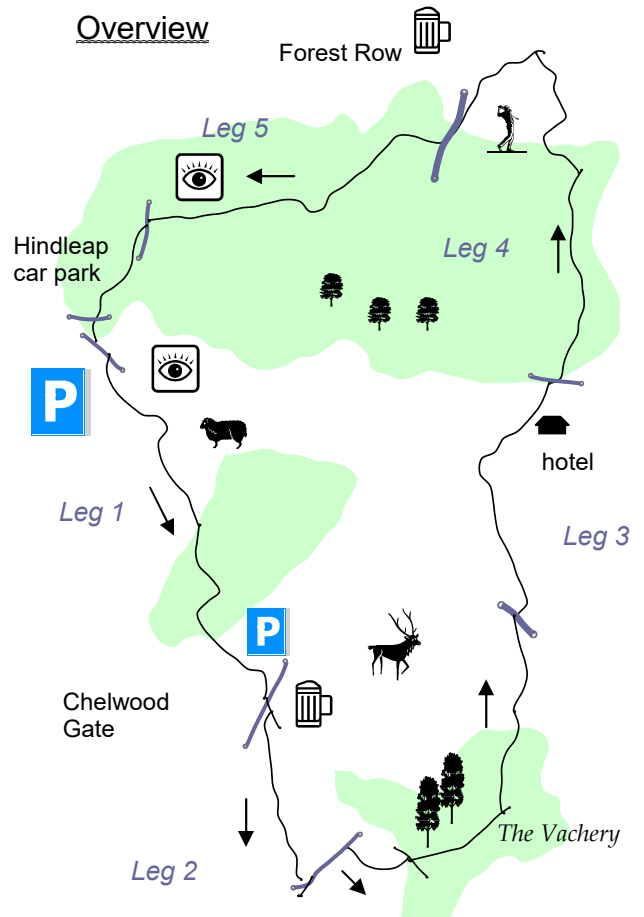 Overview
Forest Row
Leg 5
Hindleap
car park
Leg 4
P
hotel
Leg 1
Leg 3
P
Chelwood
Gate
The Vachery
Leg 2